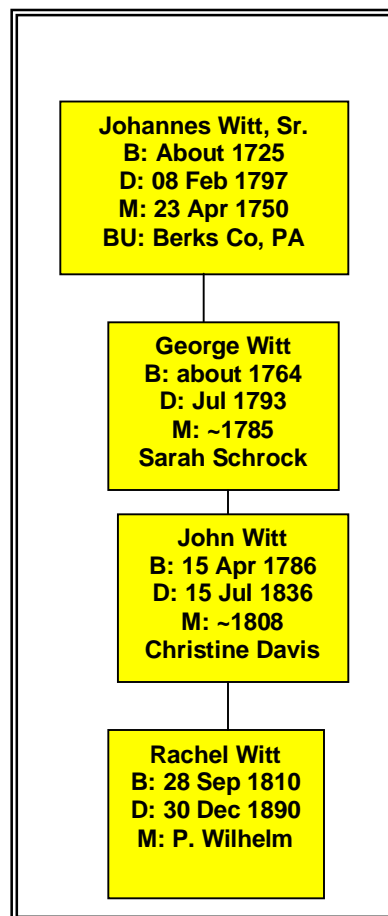 Johannes Witt, Sr.
B: About 1725
D: 08 Feb 1797
M: 23 Apr 1750
BU: Berks Co, PA
George Witt
B: about 1764
D: Jul 1793
M: ~1785
Sarah Schrock
John Witt
B: 15 Apr 1786
D: 15 Jul 1836
M: ~1808
Christine Davis
Rachel Witt
B: 28 Sep 1810
D: 30 Dec 1890
M: P. Wilhelm